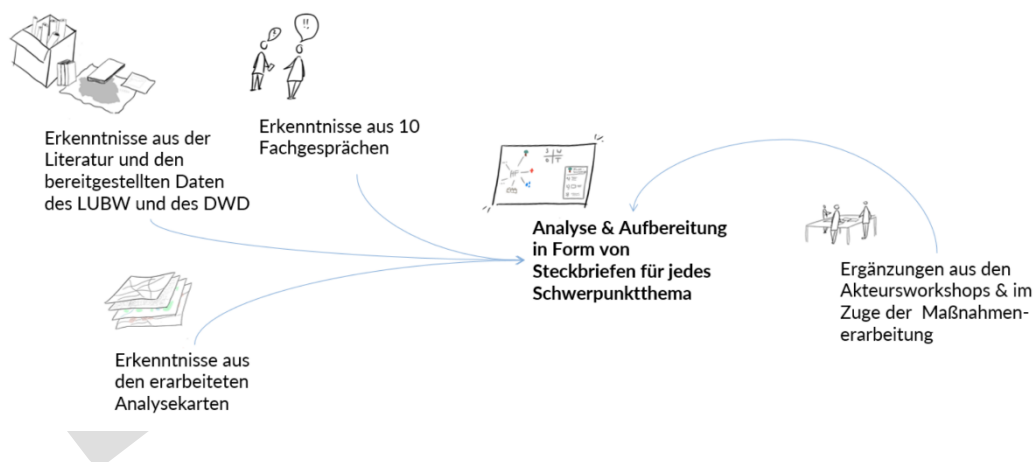 Erkenntnisse aus der
Literatur und den
bereitgestellten Daten
des LUBW und des DWD
Erkenntnisse aus 10
Fachgesprächen
Analyse & Aufbereitung
in Form von
Steckbriefen für jedes
Schwerpunktthema
Ergänzungen aus den
Akteursworkshops & im
Zuge der Maßnahmen-
erarbeitung
Erkenntnisse aus
den erarbeiteten
Analysekarten